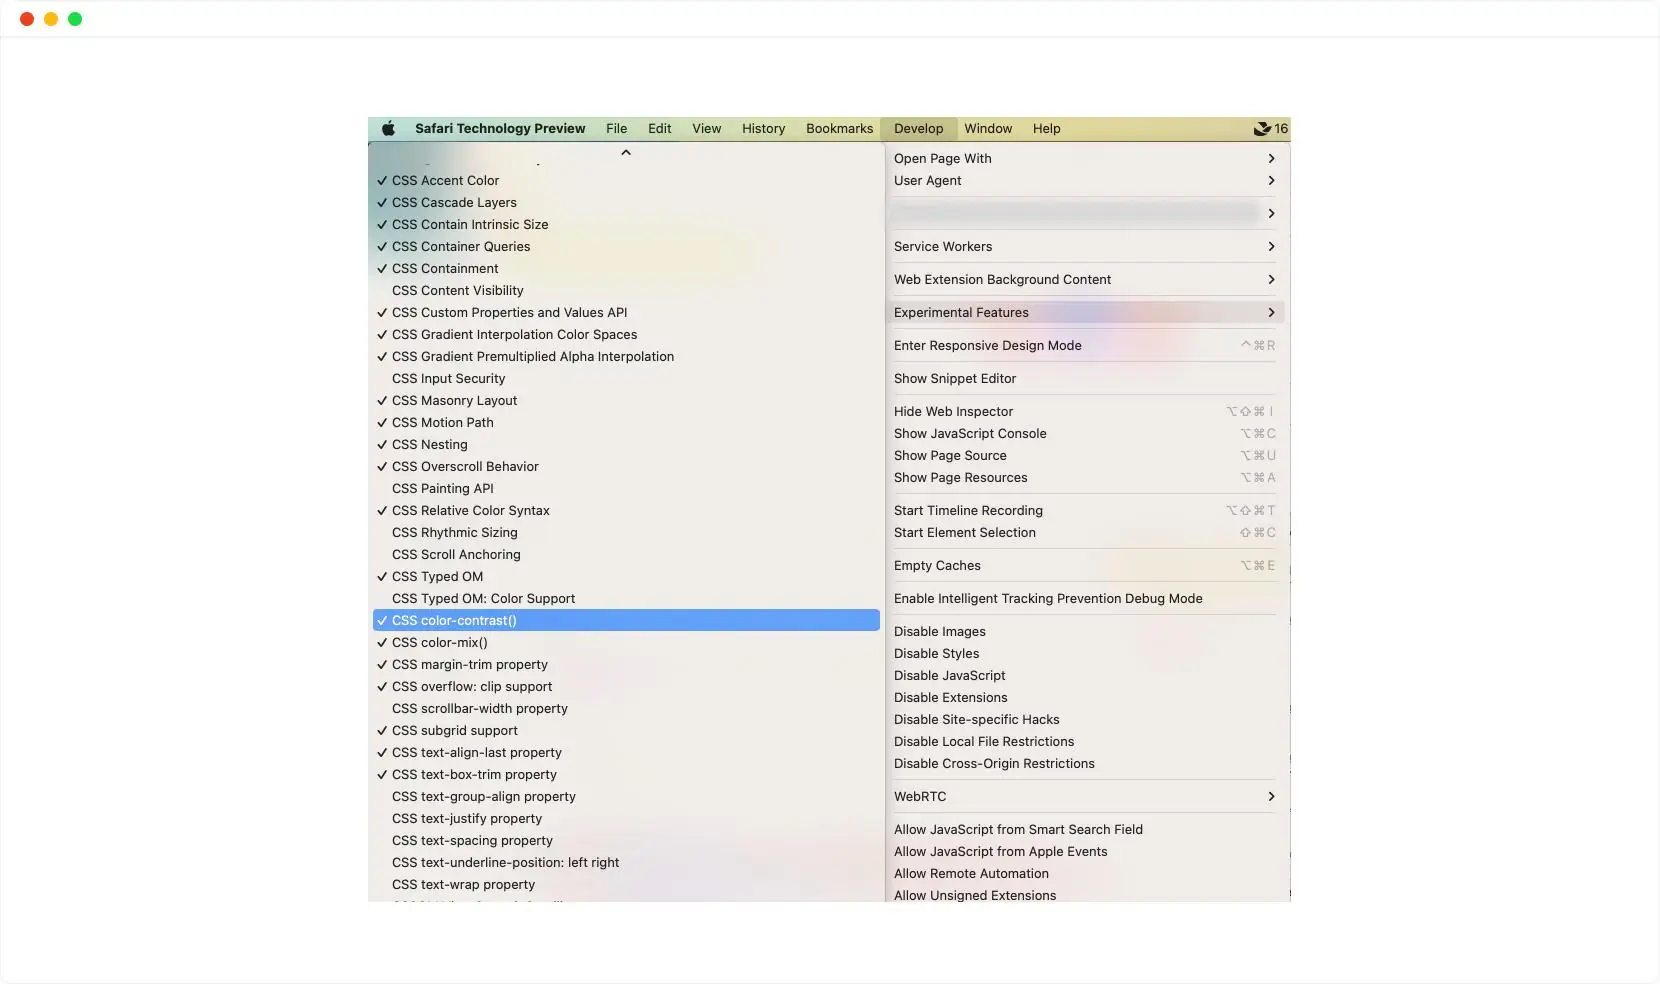 Safari Technology Preview File Edit View History Bookmarks Develop Window Help 16
CSS Accent Color
CSS Cascade Layers
CSS Contain Intrinsic Size
CSS Container Queries
CSS Containment
CSS Content Visibility
CSS Custom Properties and Values API
CSS Gradient Interpolation Color Spaces
CSS Gradient Premultiplied Alpha Interpolation
CSS Input Security
CSS Masonry Layout
CSS Motion Path
CSS Nesting
CSS Overscroll Behavior
CSS Painting API
CSS Relative Color Syntax
CSS Rhythmic Sizing
CSS Scroll Anchoring
CSS Typed OM
CSS Typed OM: Color Support
CSS color-contrast()
CSS color-mix()
CSS margin-trim property
CSS overflow: clip support
CSS scrollbar-width property
CSS subgrid support
CSS text-align-last property
CSS text-box-trim property
CSS text-group-align property
CSS text-justify property
CSS text-spacing property
CSS text-underline-position: left right
CSS text-wrap property
Open Page With
User Agent
Service Workers
Web Extension Background Content
Experimental Features
Enter Responsive Design Mode ^⌘R
Show Snippet Editor
Hide Web Inspector ⌥⇧⌘I
Show JavaScript Console ⌥⌘C
Show Page Source ⌥⌘U
Show Page Resources ⌥⌘A
Start Timeline Recording ⌥⇧⌘T
Start Element Selection ⇧⌘C
Empty Caches ⌥⌘E
Enable Intelligent Tracking Prevention Debug Mode
Disable Images
Disable Styles
Disable JavaScript
Disable Extensions
Disable Site-specific Hacks
Disable Local File Restrictions
Disable Cross-Origin Restrictions
WebRTC
Allow JavaScript from Smart Search Field
Allow JavaScript from Apple Events
Allow Remote Automation
Allow Unsigned Extensions